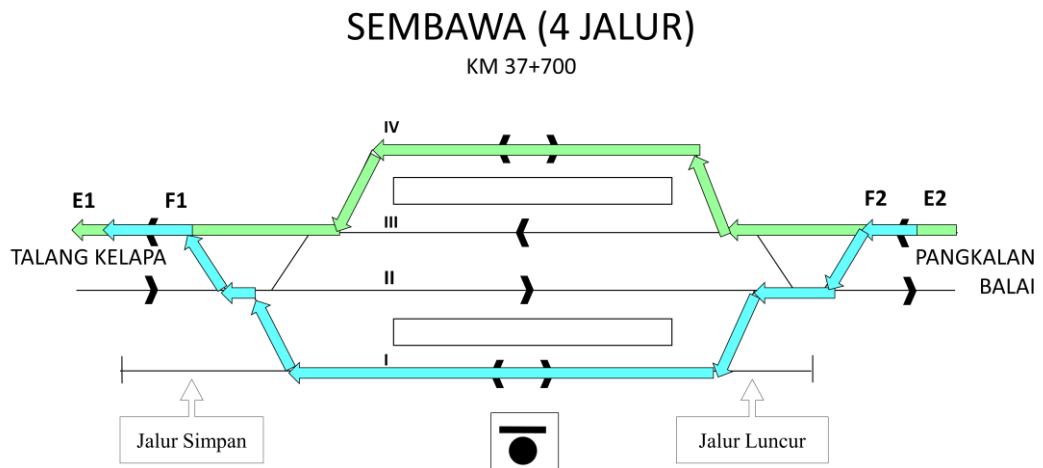 SEMBAWA (4 JALUR)
KM 37+700
IV
E1
F1
F2
E2
III
TALANG KELAPA
PANGKALAN
BALAI
II
I
Jalur Simpan
Jalur Luncur